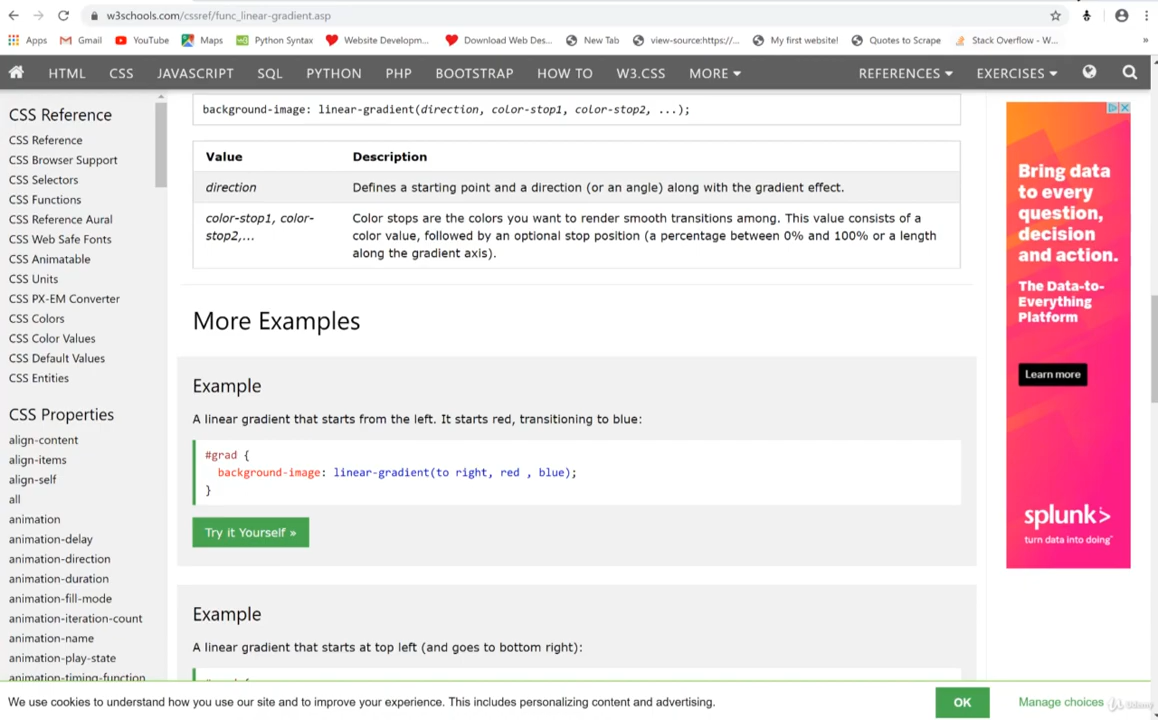 w3schools.com/cssref/func_linear-gradient.asp
Apps Gmail YouTube Maps Python Syntax Website Developm... Download Web Des... New Tab view-source:https://... My first website! Quotes to Scrape Stack Overflow - W... »
HTML CSS JAVASCRIPT SQL PYTHON PHP BOOTSTRAP HOW TO W3.CSS MORE REFERENCES EXERCISES
CSS Reference
CSS Reference
CSS Browser Support
CSS Selectors
CSS Functions
CSS Reference Aural
CSS Web Safe Fonts
CSS Animatable
CSS Units
CSS PX-EM Converter
CSS Colors
CSS Color Values
CSS Default Values
CSS Entities
CSS Properties
align-content
align-items
align-self
all
animation
animation-delay
animation-direction
animation-duration
animation-fill-mode
animation-iteration-count
animation-name
animation-play-state
animation-timing-function
background-image: linear-gradient(direction, color-stop1, color-stop2, ...);
Value Description
direction Defines a starting point and a direction (or an angle) along with the gradient effect.
color-stop1, color- Color stops are the colors you want to render smooth transitions among. This value consists of a
stop2,... color value, followed by an optional stop position (a percentage between 0% and 100% or a length
along the gradient axis).
More Examples
Example
A linear gradient that starts from the left. It starts red, transitioning to blue:
#grad {
background-image: linear-gradient(to right, red , blue);
}
Try it Yourself »
Example
A linear gradient that starts at top left (and goes to bottom right):
Bring data
to every
question,
decision
and action.
The Data-to-
Everything
Platform
Learn more
splunk>
turn data into doing™
We use cookies to understand how you use our site and to improve your experience. This includes personalizing content and advertising.
OK
Manage choices
Udemy